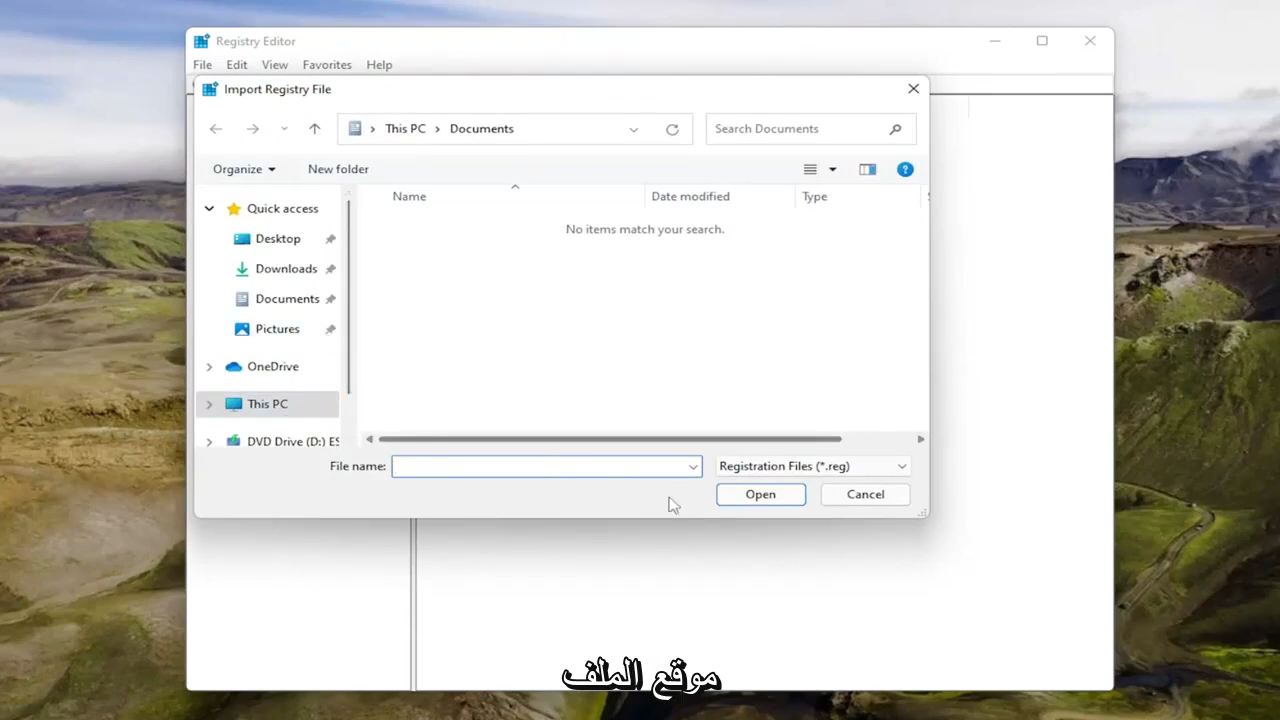 Registry Editor
File Edit View Favorites Help
Import Registry File
This PC > Documents
Search Documents
Organize
New folder
Name
Date modified
Type
No items match your search.
Quick access
Desktop
Downloads
Documents
Pictures
OneDrive
This PC
DVD Drive (D:) ES
File name:
Registration Files (*.reg)
Open
Cancel
موقع الملف